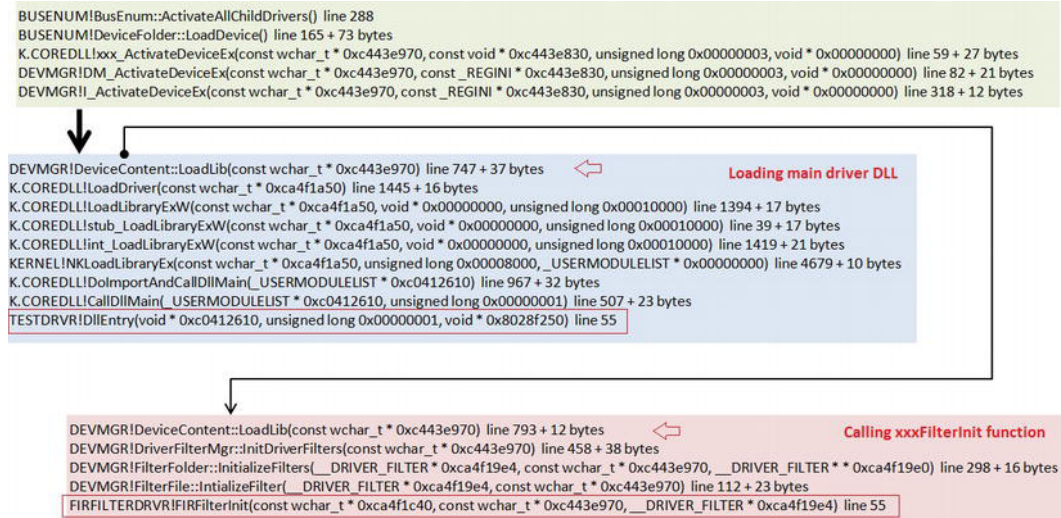 BUSENUM!BusEnum::ActivateAllChildDrivers() line 288
BUSENUM!DeviceFolder::LoadDevice() line 165 + 73 bytes
K.COREDLL!xxx_ActivateDeviceEx(const wchar_t * 0xc443e970, const void * 0xc443e830, unsigned long 0x00000003, void * 0x00000000) line 59 + 27 bytes
DEVMGR!DM_ActivateDeviceEx(const wchar_t * 0xc443e970, const _REGINI * 0xc443e830, unsigned long 0x00000003, void * 0x00000000) line 82 + 21 bytes
DEVMGR!I_ActivateDeviceEx(const wchar_t * 0xc443e970, const _REGINI * 0xc443e830, unsigned long 0x00000003, void * 0x00000000) line 318 + 12 bytes
DEVMGR!DeviceContent::LoadLib(const wchar_t * 0xc443e970) line 747 + 37 bytes
Loading main driver DLL
K.COREDLL!LoadDriver(const wchar_t * 0xca4f1a50) line 1445 + 16 bytes
K.COREDLL!LoadLibraryExW(const wchar_t * 0xca4f1a50, void * 0x00000000, unsigned long 0x00010000) line 1394 + 17 bytes
K.COREDLL!stub_LoadLibraryExW(const wchar_t * 0xca4f1a50, void * 0x00000000, unsigned long 0x00010000) line 39 + 17 bytes
K.COREDLL!int_LoadLibraryExW(const wchar_t * 0xca4f1a50, void * 0x00000000, unsigned long 0x00010000) line 1419 + 21 bytes
KERNEL!NKLoadLibraryEx(const wchar_t * 0xca4f1a50, unsigned long 0x00008000, _USERMODULELIST * 0x00000000) line 4679 + 10 bytes
K.COREDLL!DoImportAndCallDllMain(_USERMODULELIST * 0xc0412610) line 967 + 32 bytes
K.COREDLL!CallDllMain(_USERMODULELIST * 0xc0412610, unsigned long 0x00000001) line 507 + 23 bytes
TESTDRVR!DllEntry(void * 0xc0412610, unsigned long 0x00000001, void * 0x8028f250) line 55
DEVMGR!DeviceContent::LoadLib(const wchar_t * 0xc443e970) line 793 + 12 bytes
Calling xxxFilterInit function
DEVMGR!DriverFilterMgr::InitDriverFilters(const wchar_t * 0xc443e970) line 458 + 38 bytes
DEVMGR!FilterFolder::InitializeFilters(__DRIVER_FILTER * 0xca4f19e4, const wchar_t * 0xc443e970, __DRIVER_FILTER * * 0xca4f19e0) line 298 + 16 bytes
DEVMGR!FilterFile::IntializeFilter(__DRIVER_FILTER * 0xca4f19e4, const wchar_t * 0xc443e970) line 112 + 23 bytes
FIRFILTERDRVR!FIRFilterInit(const wchar_t * 0xca4f1c40, const wchar_t * 0xc443e970, __DRIVER_FILTER * 0xca4f19e4) line 55